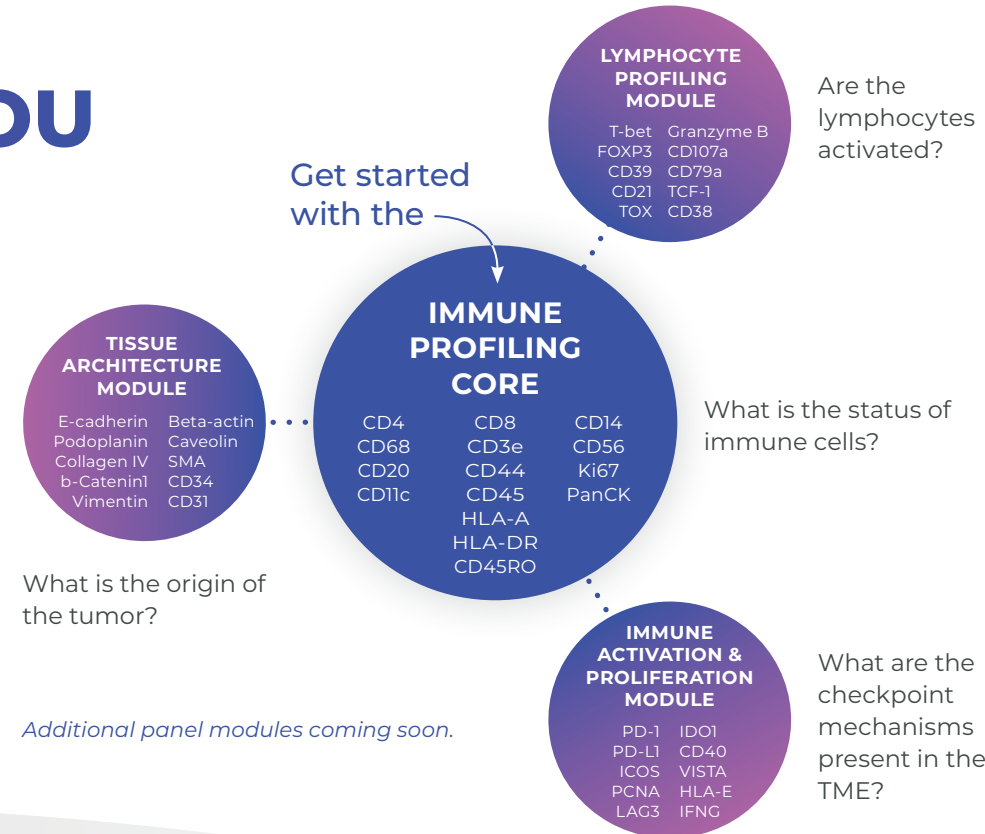 OU
Get started
with the
LYMPHOCYTE
PROFILING
MODULE
T-bet Granzyme B
FOXP3 CD107a
CD39 CD79a
CD21 TCF-1
TOX CD38
Are the
lymphocytes
activated?
IMMUNE
PROFILING
CORE
CD4 CD8 CD14
CD68 CD3e CD56
CD20 CD44 Ki67
CD11c CD45 PanCK
HLA-A
HLA-DR
CD45RO
What is the status of
immune cells?
TISSUE
ARCHITECTURE
MODULE
E-cadherin Beta-actin
Podoplanin Caveolin
Collagen IV SMA
b-Catenin1 CD34
Vimentin CD31
What is the origin of
the tumor?
IMMUNE
ACTIVATION &
PROLIFERATION
MODULE
PD-1 IDO1
PD-L1 CD40
ICOS VISTA
PCNA HLA-E
LAG3 IFNG
What are the
checkpoint
mechanisms
present in the
TME?
Additional panel modules coming soon.